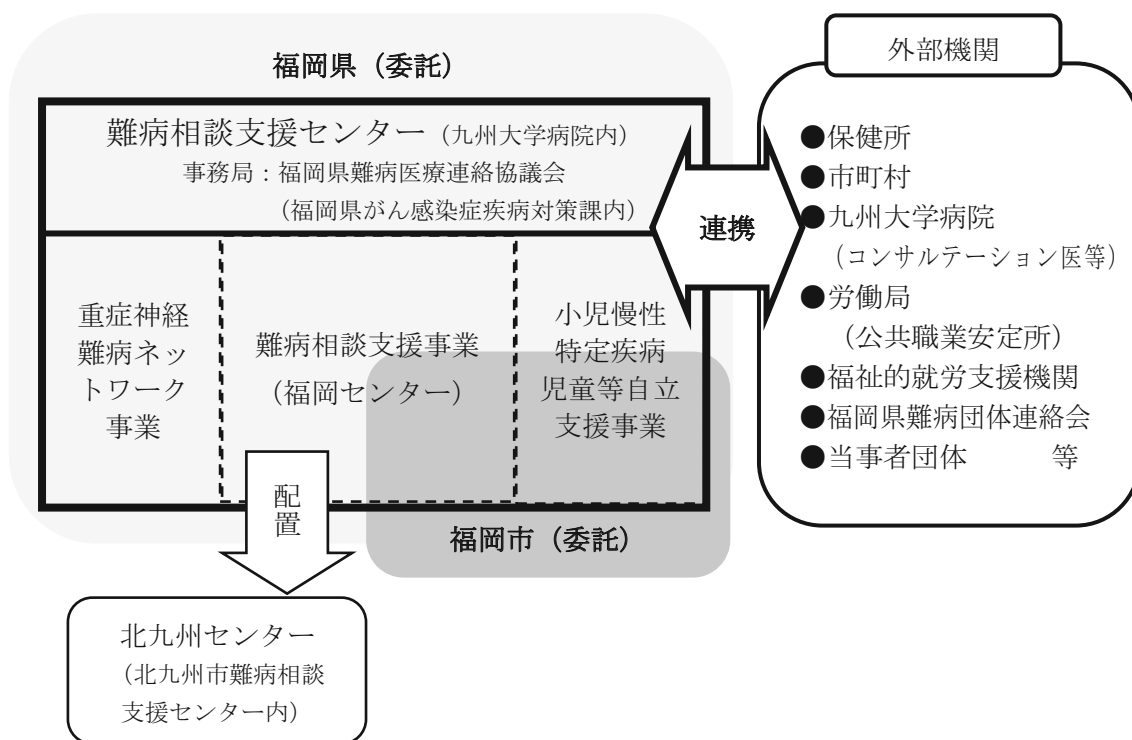 福岡県（委託）
難病相談支援センター（九州大学病院内）
事務局：福岡県難病医療連絡協議会
（福岡県がん感染症疾病対策課内）
重症神経
難病ネッ
トワーク
事業
難病相談支援事業
（福岡センター）
小児慢性
特定疾病
児童等自立
支援事業
福岡市（委託）
配置
北九州センター
（北九州市難病相談
支援センター内）
連携
外部機関
●保健所
●市町村
●九州大学病院
（コンサルテーション医等）
●労働局
（公共職業安定所）
●福祉的就労支援機関
●福岡県難病団体連絡会
●当事者団体　　　等